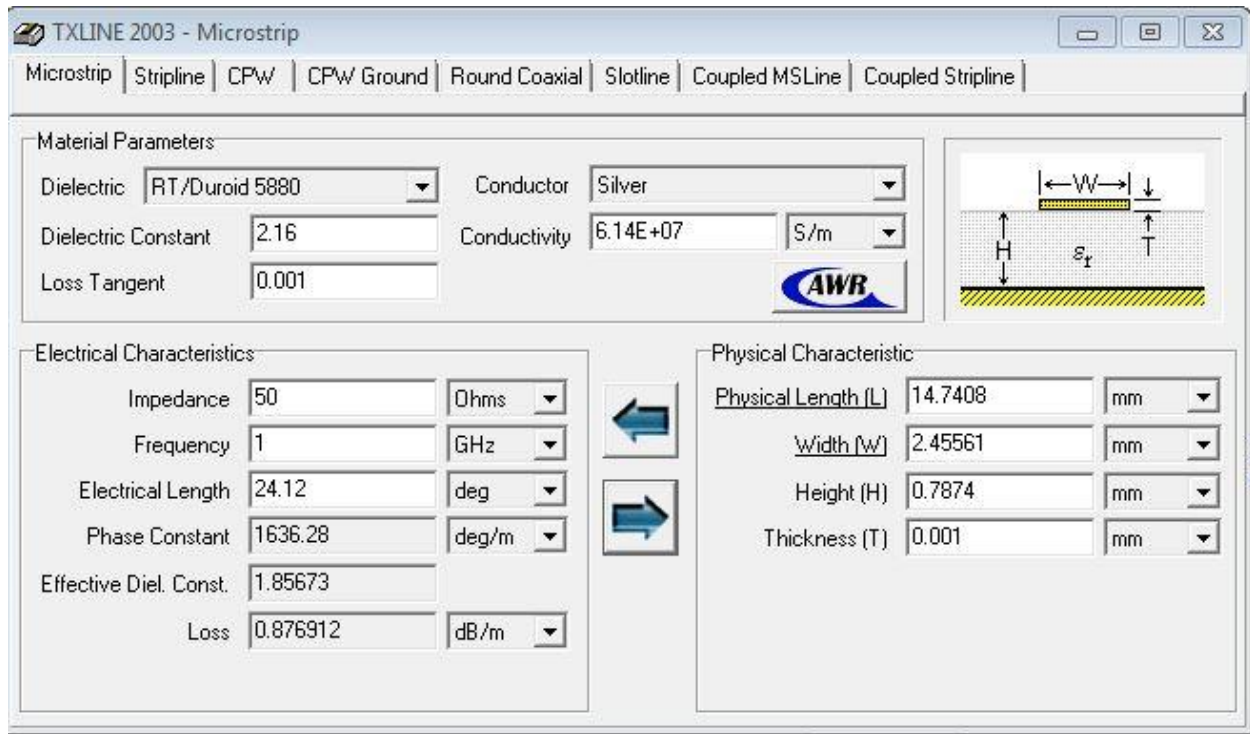 TXLINE 2003 - Microstrip
Microstrip Stripline CPW CPW Ground Round Coaxial Slotline Coupled MSLine Coupled Stripline
Material Parameters
Dielectric RT/Duroid 5880 Conductor Silver
Dielectric Constant 2.16 Conductivity 6.14E+07 S/m
Loss Tangent 0.001
AWR
W
H εr T
Electrical Characteristics
Impedance 50 Ohms
Frequency 1 GHz
Electrical Length 24.12 deg
Phase Constant 1636.28 deg/m
Effective Diel. Const. 1.85673
Loss 0.876912 dB/m
Physical Characteristic
Physical Length (L) 14.7408 mm
Width (W) 2.45561 mm
Height (H) 0.7874 mm
Thickness (T) 0.001 mm